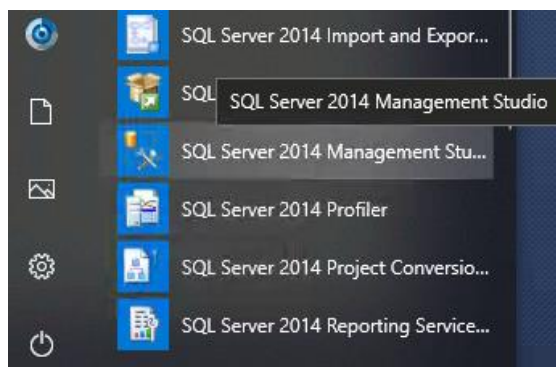 SQL Server 2014 Import and Expor...
SQL
SQL Server 2014 Management Studio
SQL Server 2014 Management Stu...
SQL Server 2014 Profiler
SQL Server 2014 Project Conversio...
SQL Server 2014 Reporting Service...